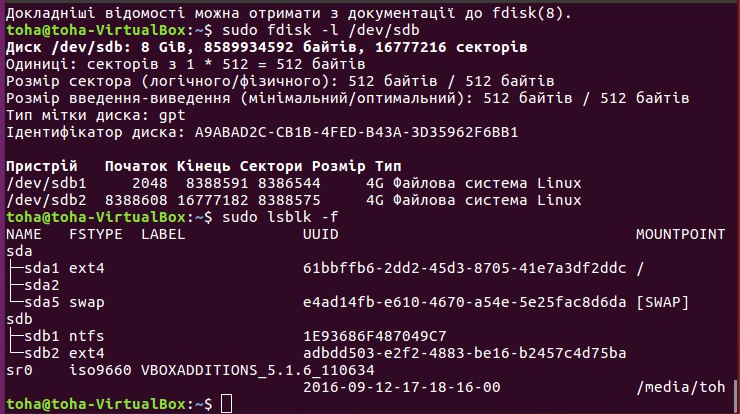 Докладніші відомості можна отримати з документації до fdisk(8).
toha@toha-VirtualBox:~$ sudo fdisk -l /dev/sdb
Диск /dev/sdb: 8 GiB, 8589934592 байтів, 16777216 секторів
Одиниці: секторів з 1 * 512 = 512 байтів
Розмір сектора (логічного/фізичного): 512 байтів / 512 байтів
Розмір введення-виведення (мінімальний/оптимальний): 512 байтів / 512 байтів
Тип мітки диска: gpt
Ідентифікатор диска: A9ABAD2C-CB1B-4FED-B43A-3D35962F6BB1

Пристрій   Початок Кінець Сектори Розмір Тип
/dev/sdb1     2048  8388591 8386544     4G Файлова система Linux
/dev/sdb2  8388608 16777182 8388575     4G Файлова система Linux
toha@toha-VirtualBox:~$ sudo lsblk -f
NAME   FSTYPE LABEL            UUID                                 MOUNTPOINT
sda
├─sda1 ext4                    61bbffb6-2dd2-45d3-8705-41e7a3df2ddc /
├─sda2
└─sda5 swap                    e4ad14fb-e610-4670-a54e-5e25fac8d6da [SWAP]
sdb
├─sdb1 ntfs                    1E93686F487049C7
└─sdb2 ext4                    adbdd503-e2f2-4883-be16-b2457c4d75ba
sr0    iso9660 VBOXADDITIONS_5.1.6_110634
                               2016-09-12-17-18-16-00               /media/toh
toha@toha-VirtualBox:~$